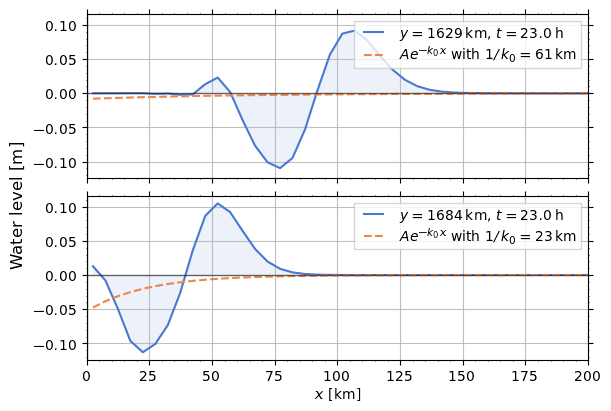 0.10
0.05
0.00
−0.05
−0.10
y = 1629 km, t = 23.0 h
Ae^{−k₀x} with 1/k₀ = 61 km
Water level [m]
0.10
0.05
0.00
−0.05
−0.10
y = 1684 km, t = 23.0 h
Ae^{−k₀x} with 1/k₀ = 23 km
0 25 50 75 100 125 150 175 200
x [km]